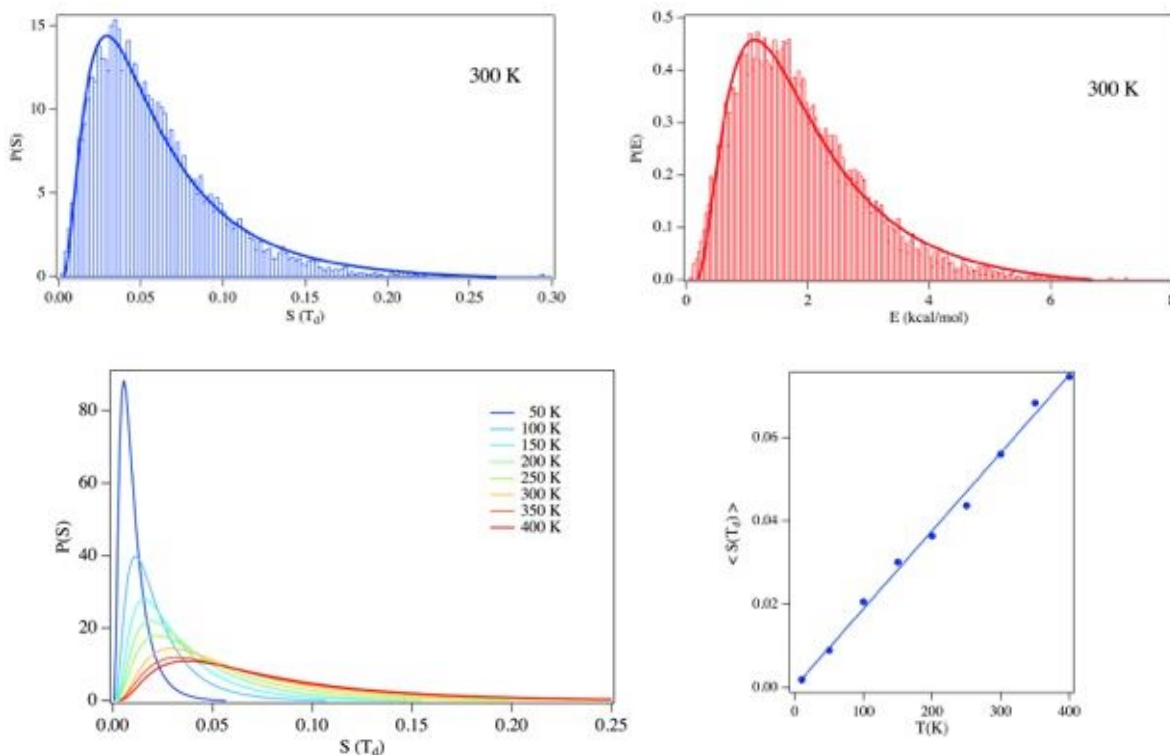 15
10
5
0
P(S)
300 K
0.00 0.05 0.10 0.15 0.20 0.25 0.30
S (Td)
0.5
0.4
0.3
0.2
0.1
0.0
P(E)
300 K
0 2 4 6 8
E (kcal/mol)
80
60
40
20
0
P(S)
50 K
100 K
150 K
200 K
250 K
300 K
350 K
400 K
0.00 0.05 0.10 0.15 0.20 0.25
S (Td)
0.06
0.04
0.02
0.00
< S(Td) >
0 100 200 300 400
T(K)